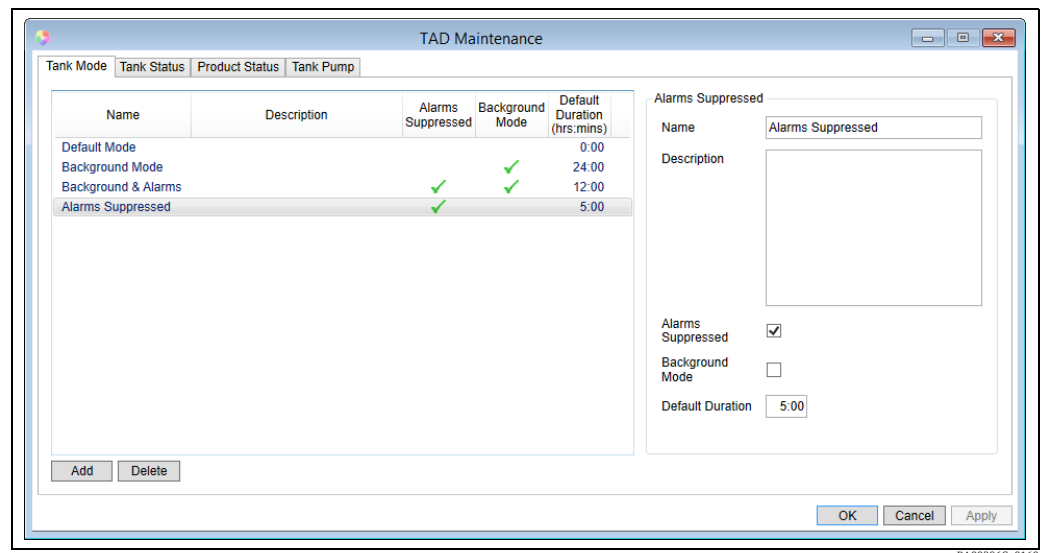 TAD Maintenance
Tank Mode Tank Status Product Status Tank Pump
Name Description Alarms Suppressed Background Mode Default Duration (hrs:mins)
Default Mode 0:00
Background Mode 24:00
Background & Alarms 12:00
Alarms Suppressed 5:00
Add Delete
Alarms Suppressed
Name Alarms Suppressed
Description
Alarms
Suppressed
Background
Mode
Default Duration 5:00
OK Cancel Apply